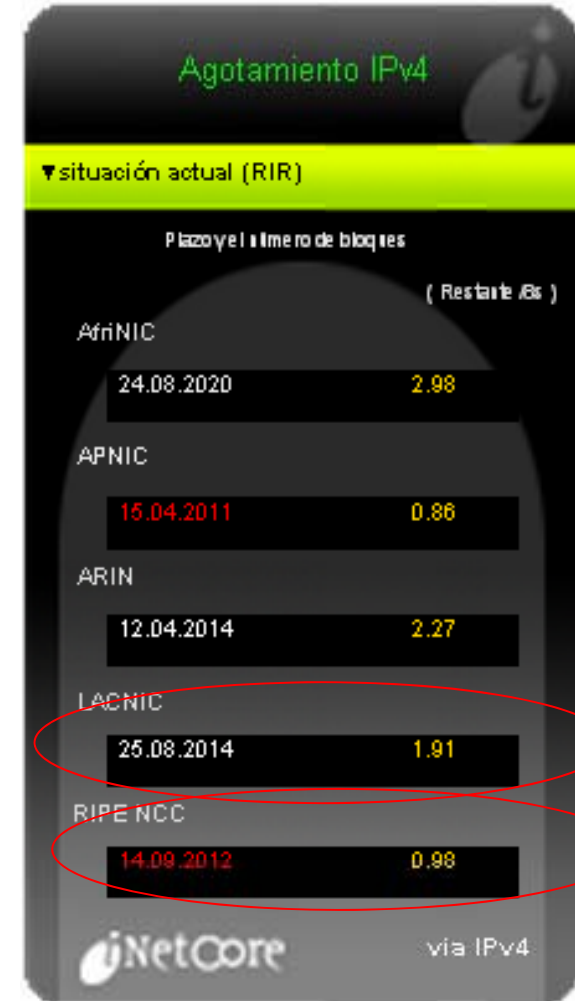 Agotamiento IPv4
▼situación actual (RIR)
Plazo y el número de bloques
( Restante /8s )
AfriNIC
24.08.2020 2.98
APNIC
15.04.2011 0.86
ARIN
12.04.2014 2.27
LACNIC
25.08.2014 1.91
RIPE NCC
14.09.2012 0.98
iNetCore via IPv4